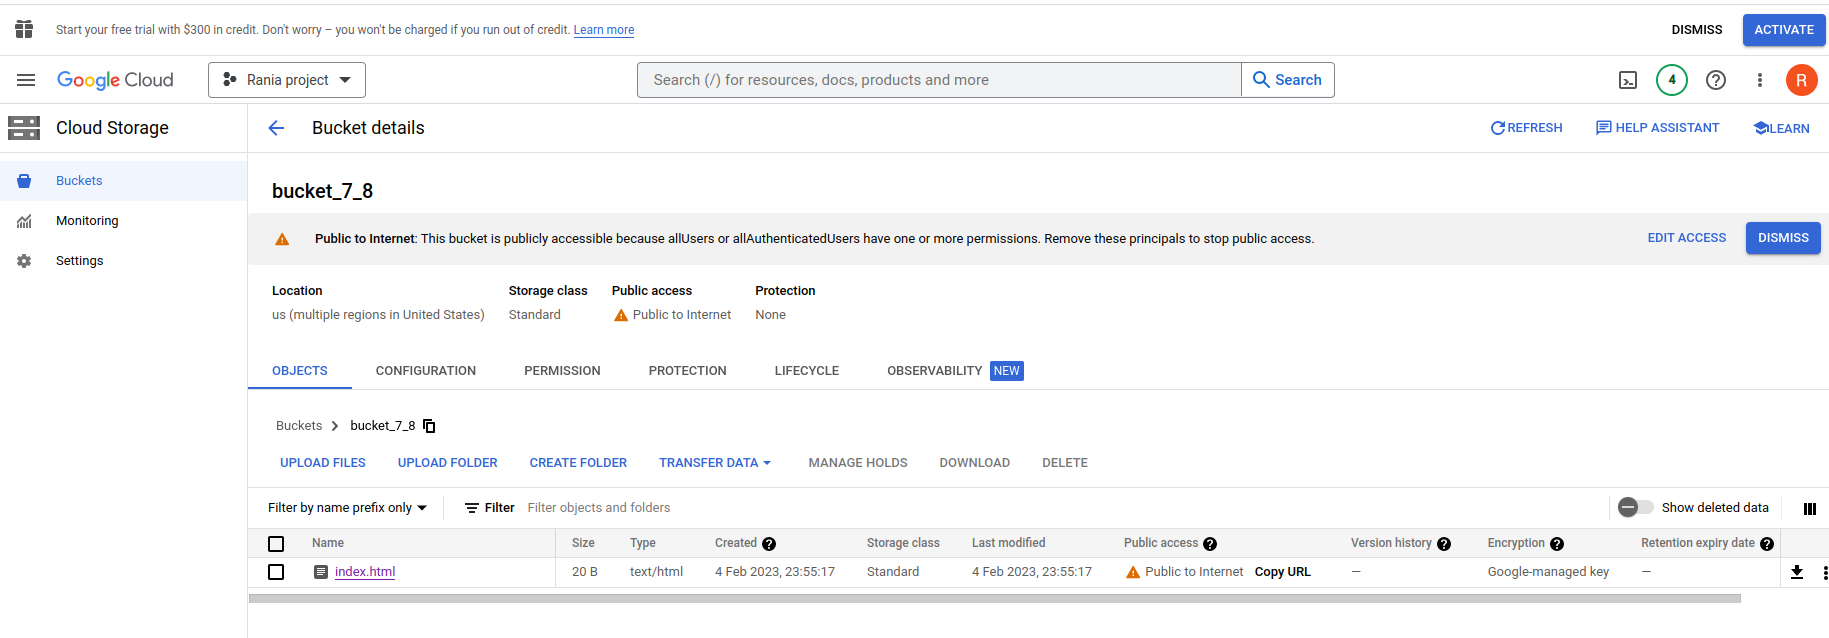 Start your free trial with $300 in credit. Don't worry – you won't be charged if you run out of credit. Learn more
DISMISS
ACTIVATE
Google Cloud
Rania project
Search (/) for resources, docs, products and more
Search
4
R
Cloud Storage
Bucket details
REFRESH
HELP ASSISTANT
LEARN
Buckets
Monitoring
Settings
bucket_7_8
Public to Internet: This bucket is publicly accessible because allUsers or allAuthenticatedUsers have one or more permissions. Remove these principals to stop public access.
EDIT ACCESS
DISMISS
Location Storage class Public access Protection
us (multiple regions in United States) Standard Public to Internet None
OBJECTS CONFIGURATION PERMISSION PROTECTION LIFECYCLE OBSERVABILITY NEW
Buckets bucket_7_8
UPLOAD FILES UPLOAD FOLDER CREATE FOLDER TRANSFER DATA MANAGE HOLDS DOWNLOAD DELETE
Filter by name prefix only Filter Filter objects and folders Show deleted data
Name Size Type Created Storage class Last modified Public access Version history Encryption Retention expiry date
index.html 20 B text/html 4 Feb 2023, 23:55:17 Standard 4 Feb 2023, 23:55:17 Public to Internet Copy URL — Google-managed key —